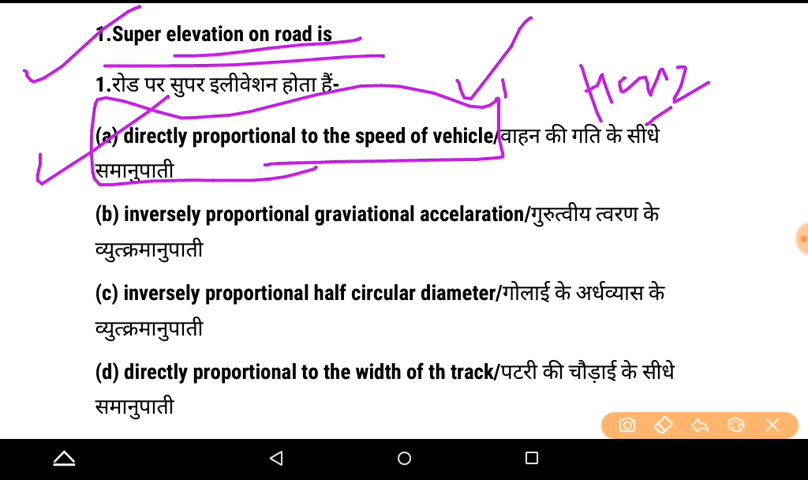 1.Super elevation on road is
1.रोड पर सुपर इलीवेशन होता हैं-
(a) directly proportional to the speed of vehicle/वाहन की गति के सीधे
समानुपाती
(b) inversely proportional graviational accelaration/गुरुत्वीय त्वरण के
व्युत्क्रमानुपाती
(c) inversely proportional half circular diameter/गोलाई के अर्धव्यास के
व्युत्क्रमानुपाती
(d) directly proportional to the width of th track/पटरी की चौड़ाई के सीधे
समानुपाती